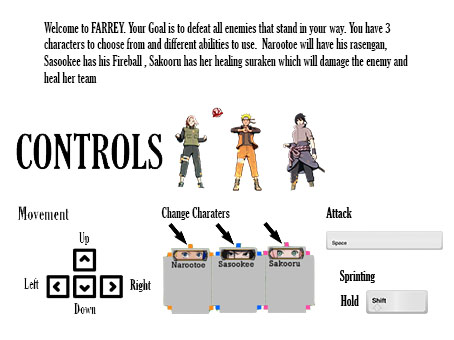 Welcome to FARREY. Your Goal is to defeat all enemies that stand in your way. You have 3
characters to choose from and different abilities to use. Narootoe will have his rasengan,
Sasookee has his Fireball , Sakooru has her healing suraken which will damage the enemy and
heal her team
CONTROLS
Movement
Change Charaters
Attack
Up
Left
Right
Down
Narootoe
Sasookee
Sakooru
Space
Sprinting
Hold
Shift